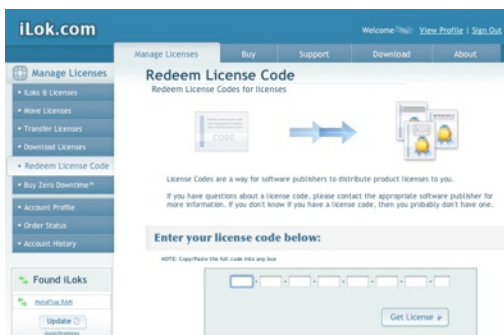 iLok.com
Welcome
View Profile | Sign Out
Manage Licenses
Buy
Support
Download
About
Manage Licenses
• iLoks & Licenses
• Move Licenses
• Transfer Licenses
• Download Licenses
• Redeem License Code
• Buy Zero Downtime™
• Account Profile
• Order Status
• Account History
Found iLoks
Update
Redeem License Code
Redeem License Codes for licenses
CODE
License Codes are a way for software publishers to distribute product licenses to you.
If you have questions about a license code, please contact the appropriate software publisher for
more information. If you don't know if you have a license code, then you probably don't have one.
Enter your license code below:
NOTE: Copy/Paste the full code into any box
Get License